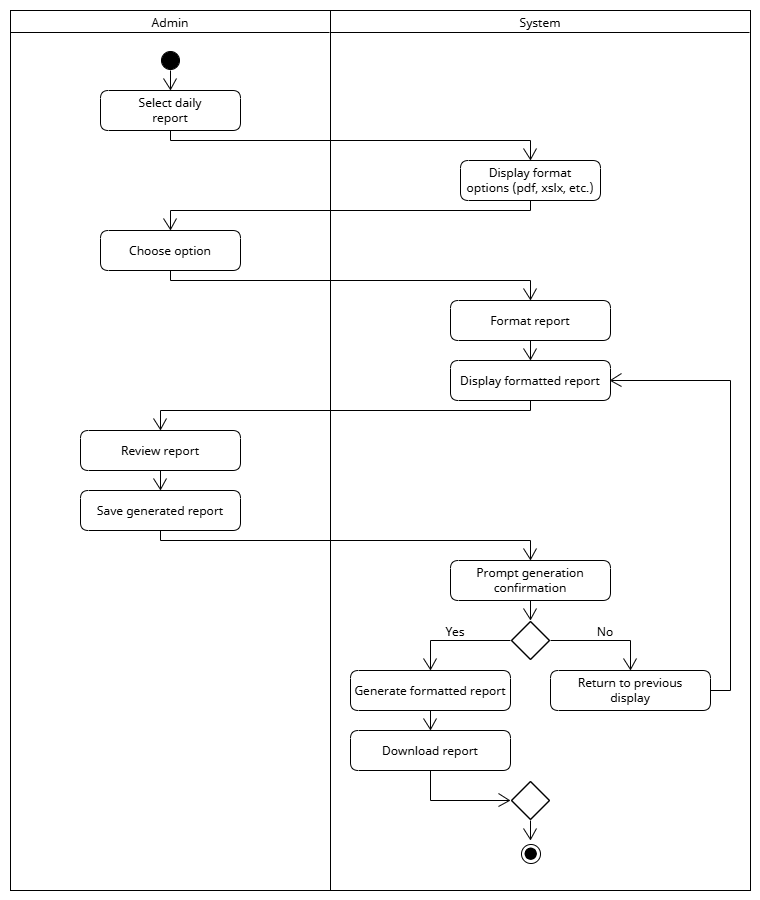 Admin
System
Select daily
report
Display format
options (pdf, xslx, etc.)
Choose option
Format report
Display formatted report
Review report
Save generated report
Prompt generation
confirmation
Yes
No
Generate formatted report
Return to previous
display
Download report